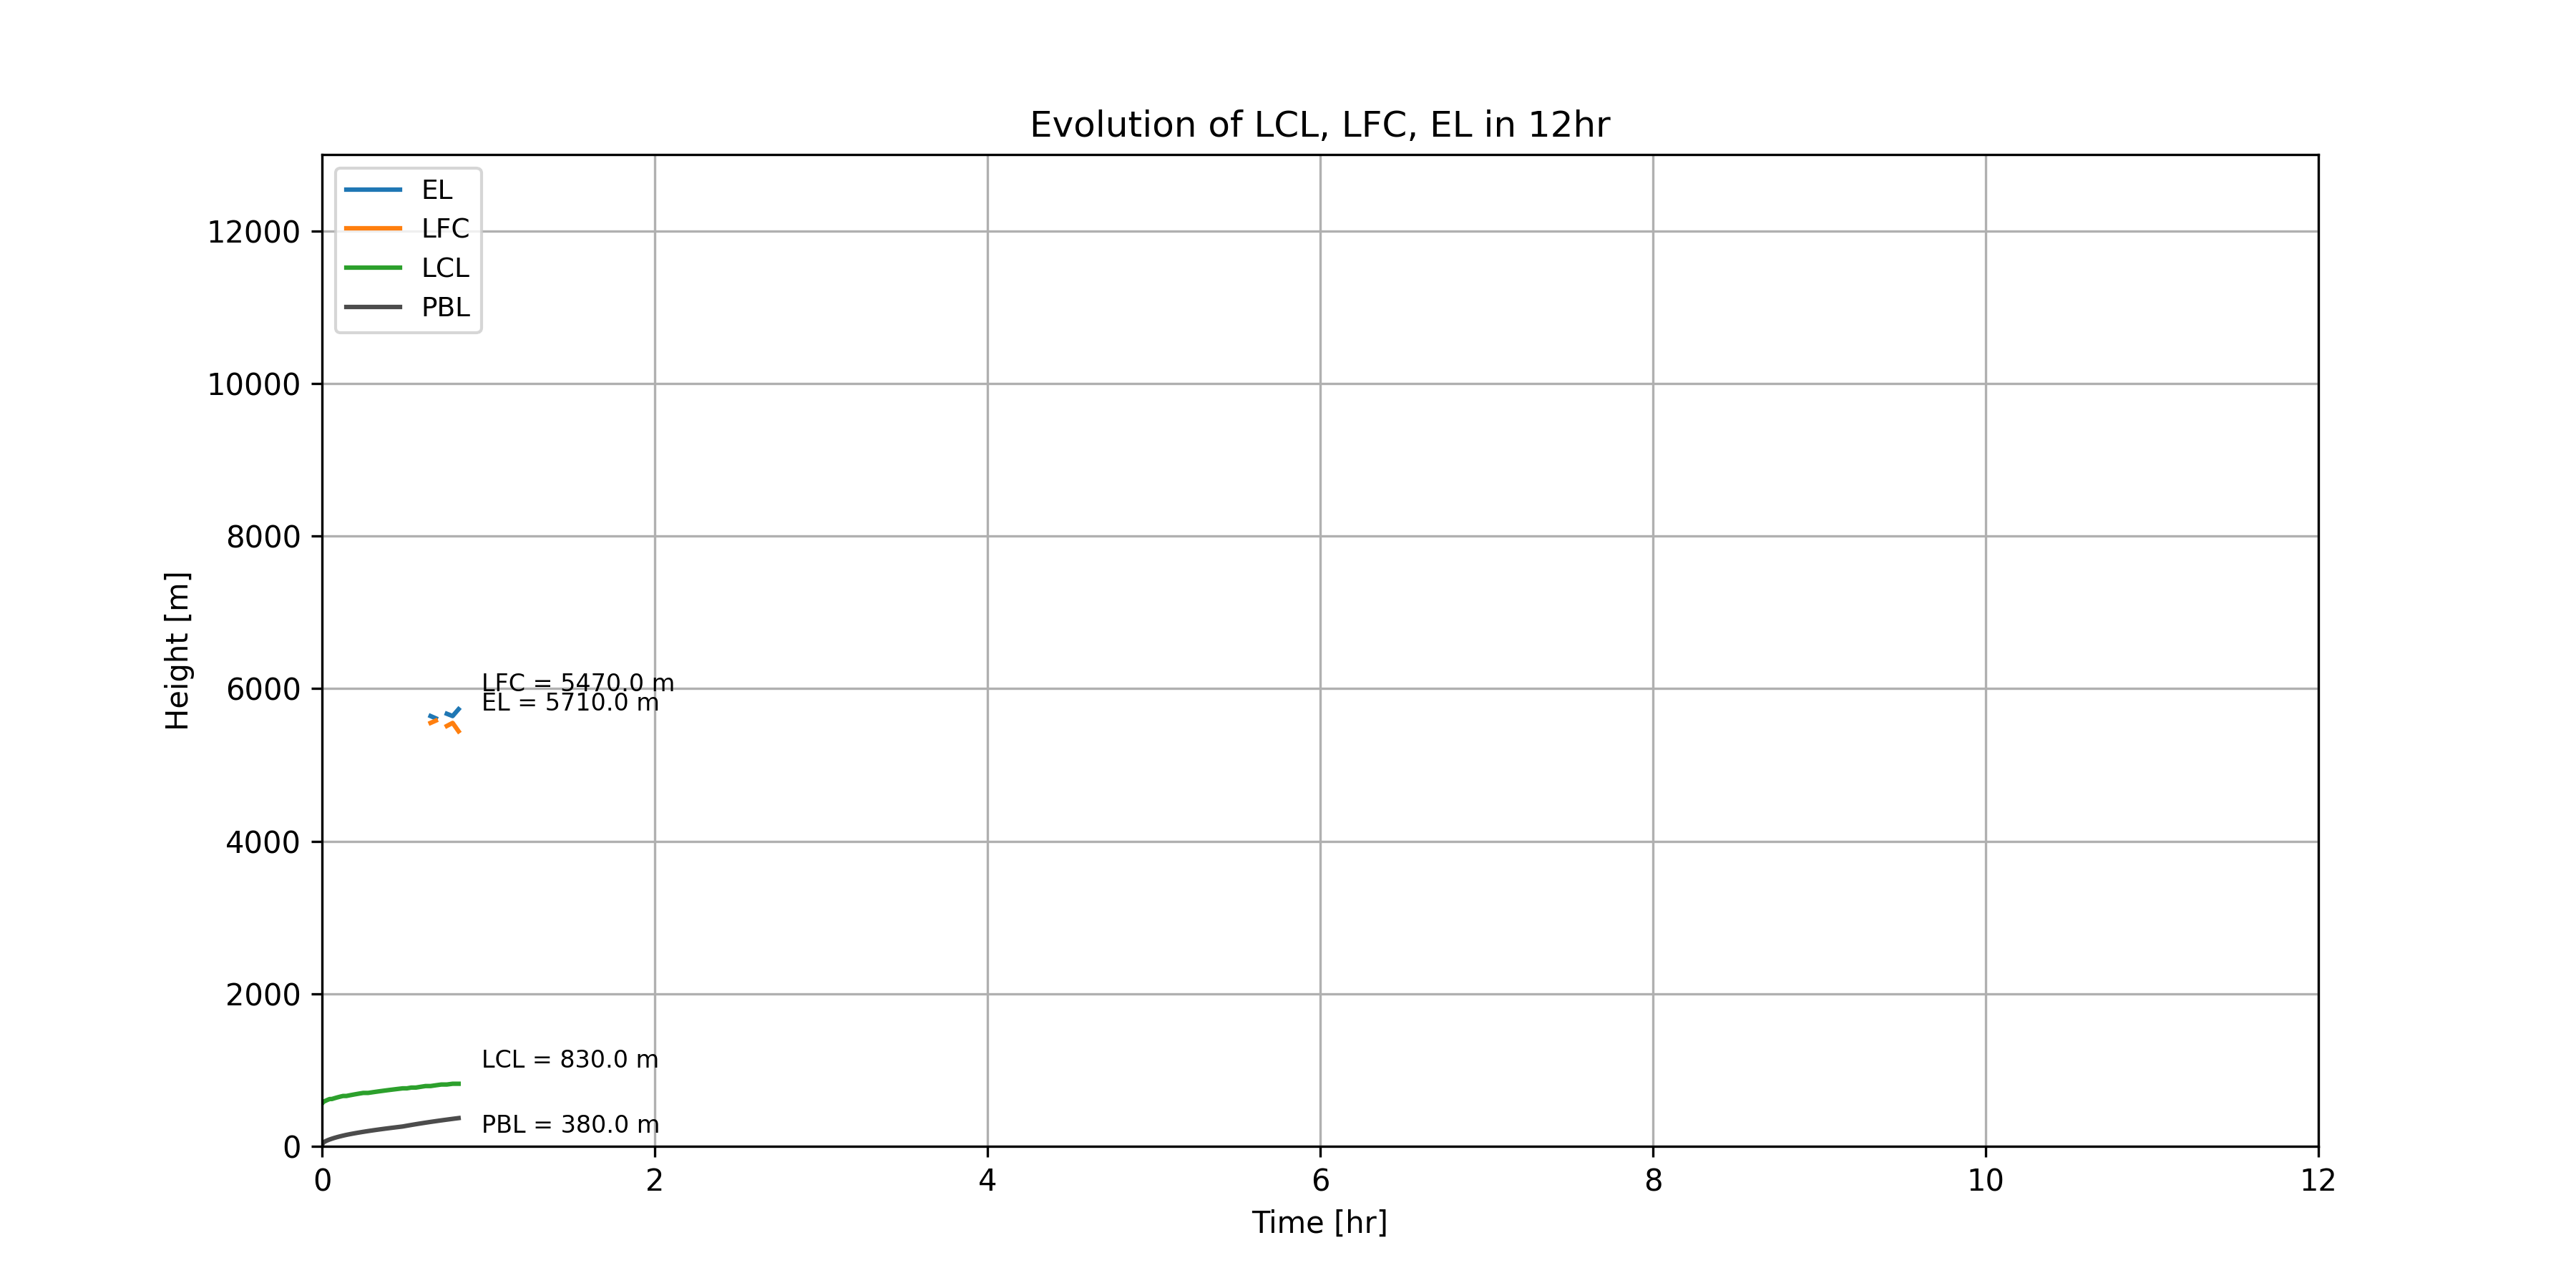 Evolution of LCL, LFC, EL in 12hr
EL
LFC
LCL
PBL
12000
10000
8000
6000
4000
2000
0
Height [m]
LFC = 5470.0 m
EL = 5710.0 m
LCL = 830.0 m
PBL = 380.0 m
0 2 4 6 8 10 12
Time [hr]